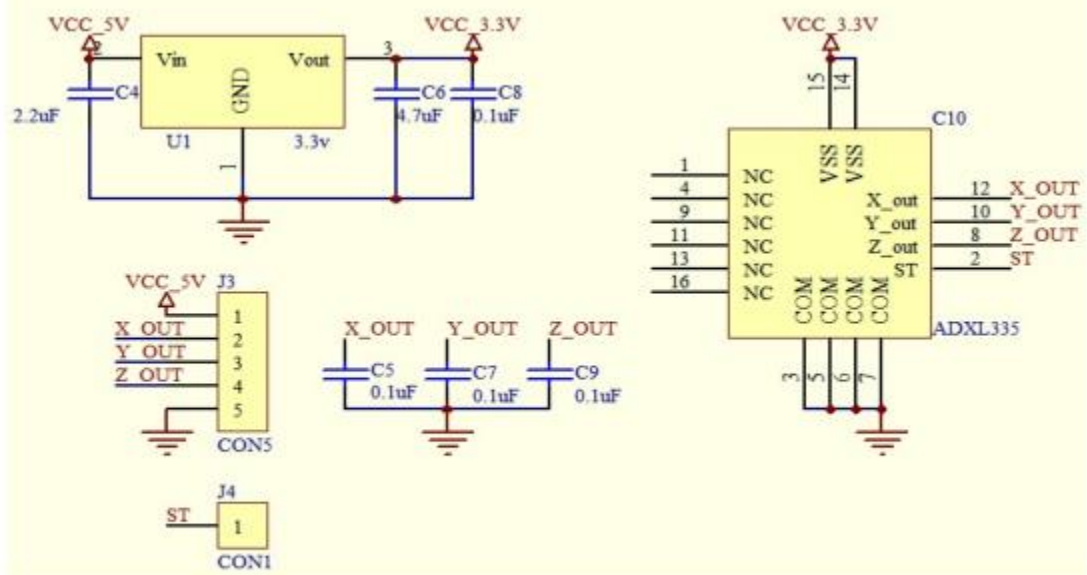 VCC_5V
VCC_3.3V
2
Vin
Vout
3
GND
C4
2.2uF
C6
4.7uF
C8
0.1uF
U1
3.3v
1
VCC_3.3V
15
14
C10
VSS
VSS
1
NC
4
NC
9
NC
11
NC
13
NC
16
NC
X_out
12
X_OUT
Y_out
10
Y_OUT
Z_out
8
Z_OUT
ST
2
ST
COM
COM
COM
COM
ADXL335
3
5
6
7
VCC_5V
J3
1
X_OUT
2
Y_OUT
3
Z_OUT
4
5
CON5
X_OUT
Y_OUT
Z_OUT
C5
0.1uF
C7
0.1uF
C9
0.1uF
J4
ST
1
CON1